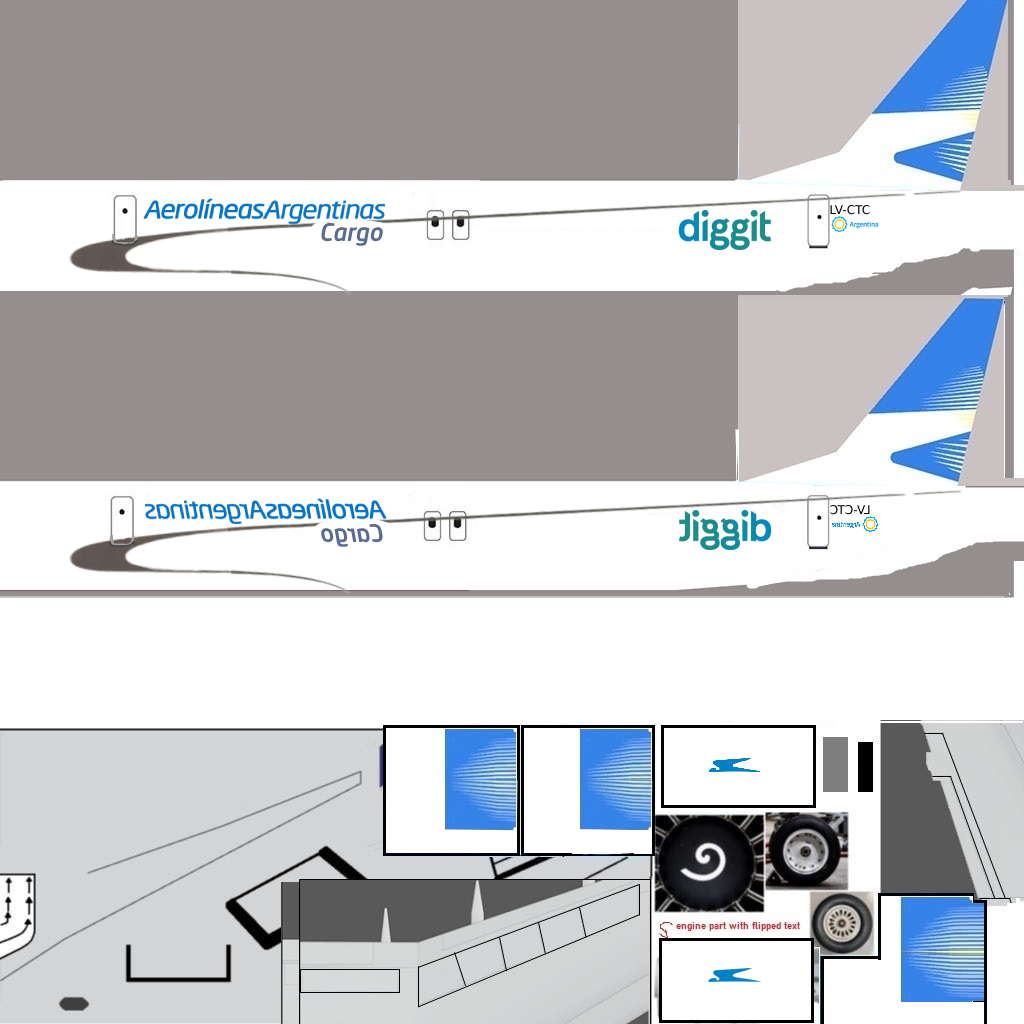 AerolíneasArgentinas
Cargo
diggit
LV-CTC
Argentina
AerolíneasArgentinas
Cargo
diggit
LV-CTC
Argentina
engine part with flipped text